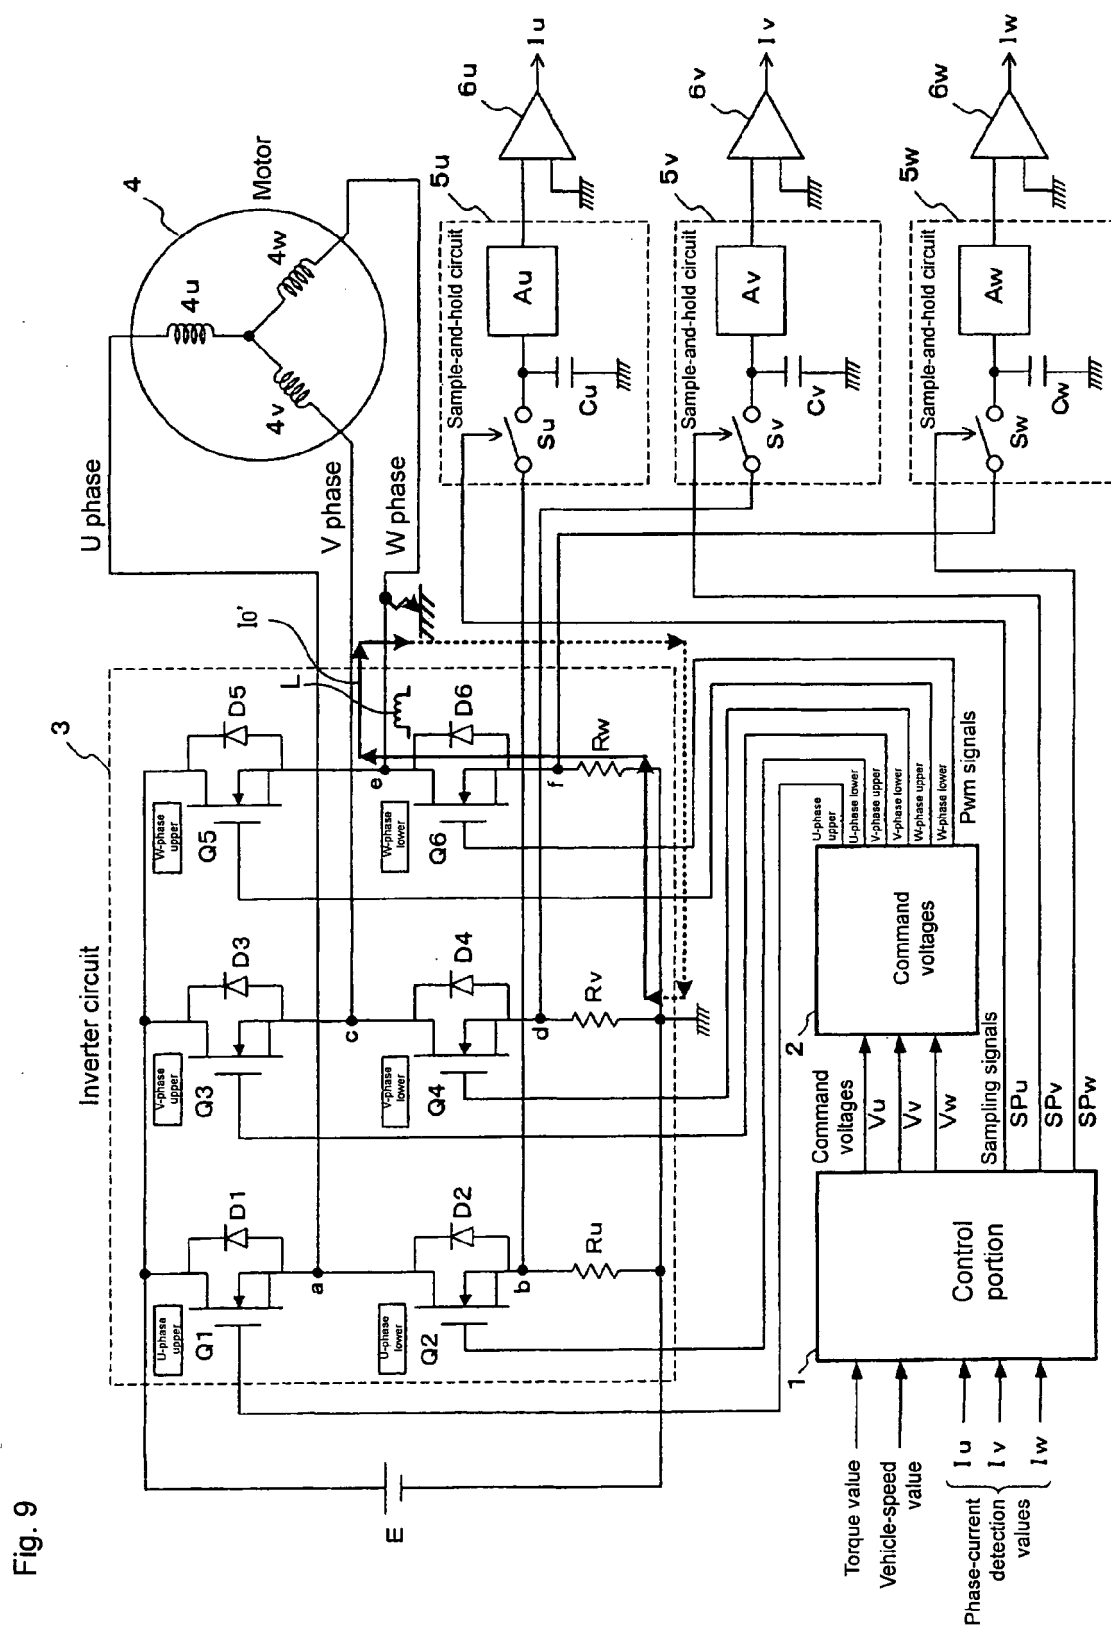 Fig. 9
Inverter circuit
3
E
U-phase upper
Q1
D1
V-phase upper
Q3
D3
W-phase upper
Q5
D5
a
c
e
U-phase lower
Q2
D2
V-phase lower
Q4
D4
W-phase lower
Q6
D6
b
d
f
Ru
Rv
Rw
L
Io'
U phase
V phase
W phase
4
Motor
4u
4v
4w
5u
Sample-and-hold circuit
Su
Cu
Au
6u
Iu
5v
Sample-and-hold circuit
Sv
Cv
Av
6v
Iv
5w
Sample-and-hold circuit
Sw
Cw
Aw
6w
Iw
Torque value
Vehicle-speed
value
Phase-current
detection
values
Iu
Iv
Iw
1
Control
portion
Command
voltages
Vu
Vv
Vw
Sampling signals
SPu
SPv
SPw
2
Command
voltages
U-phase
upper
U-phase lower
V-phase upper
V-phase lower
W-phase upper
W-phase lower
Pwm signals